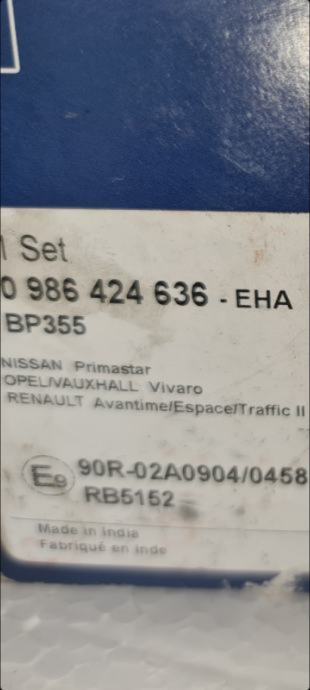 1 Set
0 986 424 636 - EHA
BP355
NISSAN Primastar
OPEL/VAUXHALL Vivaro
RENAULT Avantime/Espace/Traffic II
E9 90R-02A0904/0458
RB5152
Made in India
Fabriqué en Inde